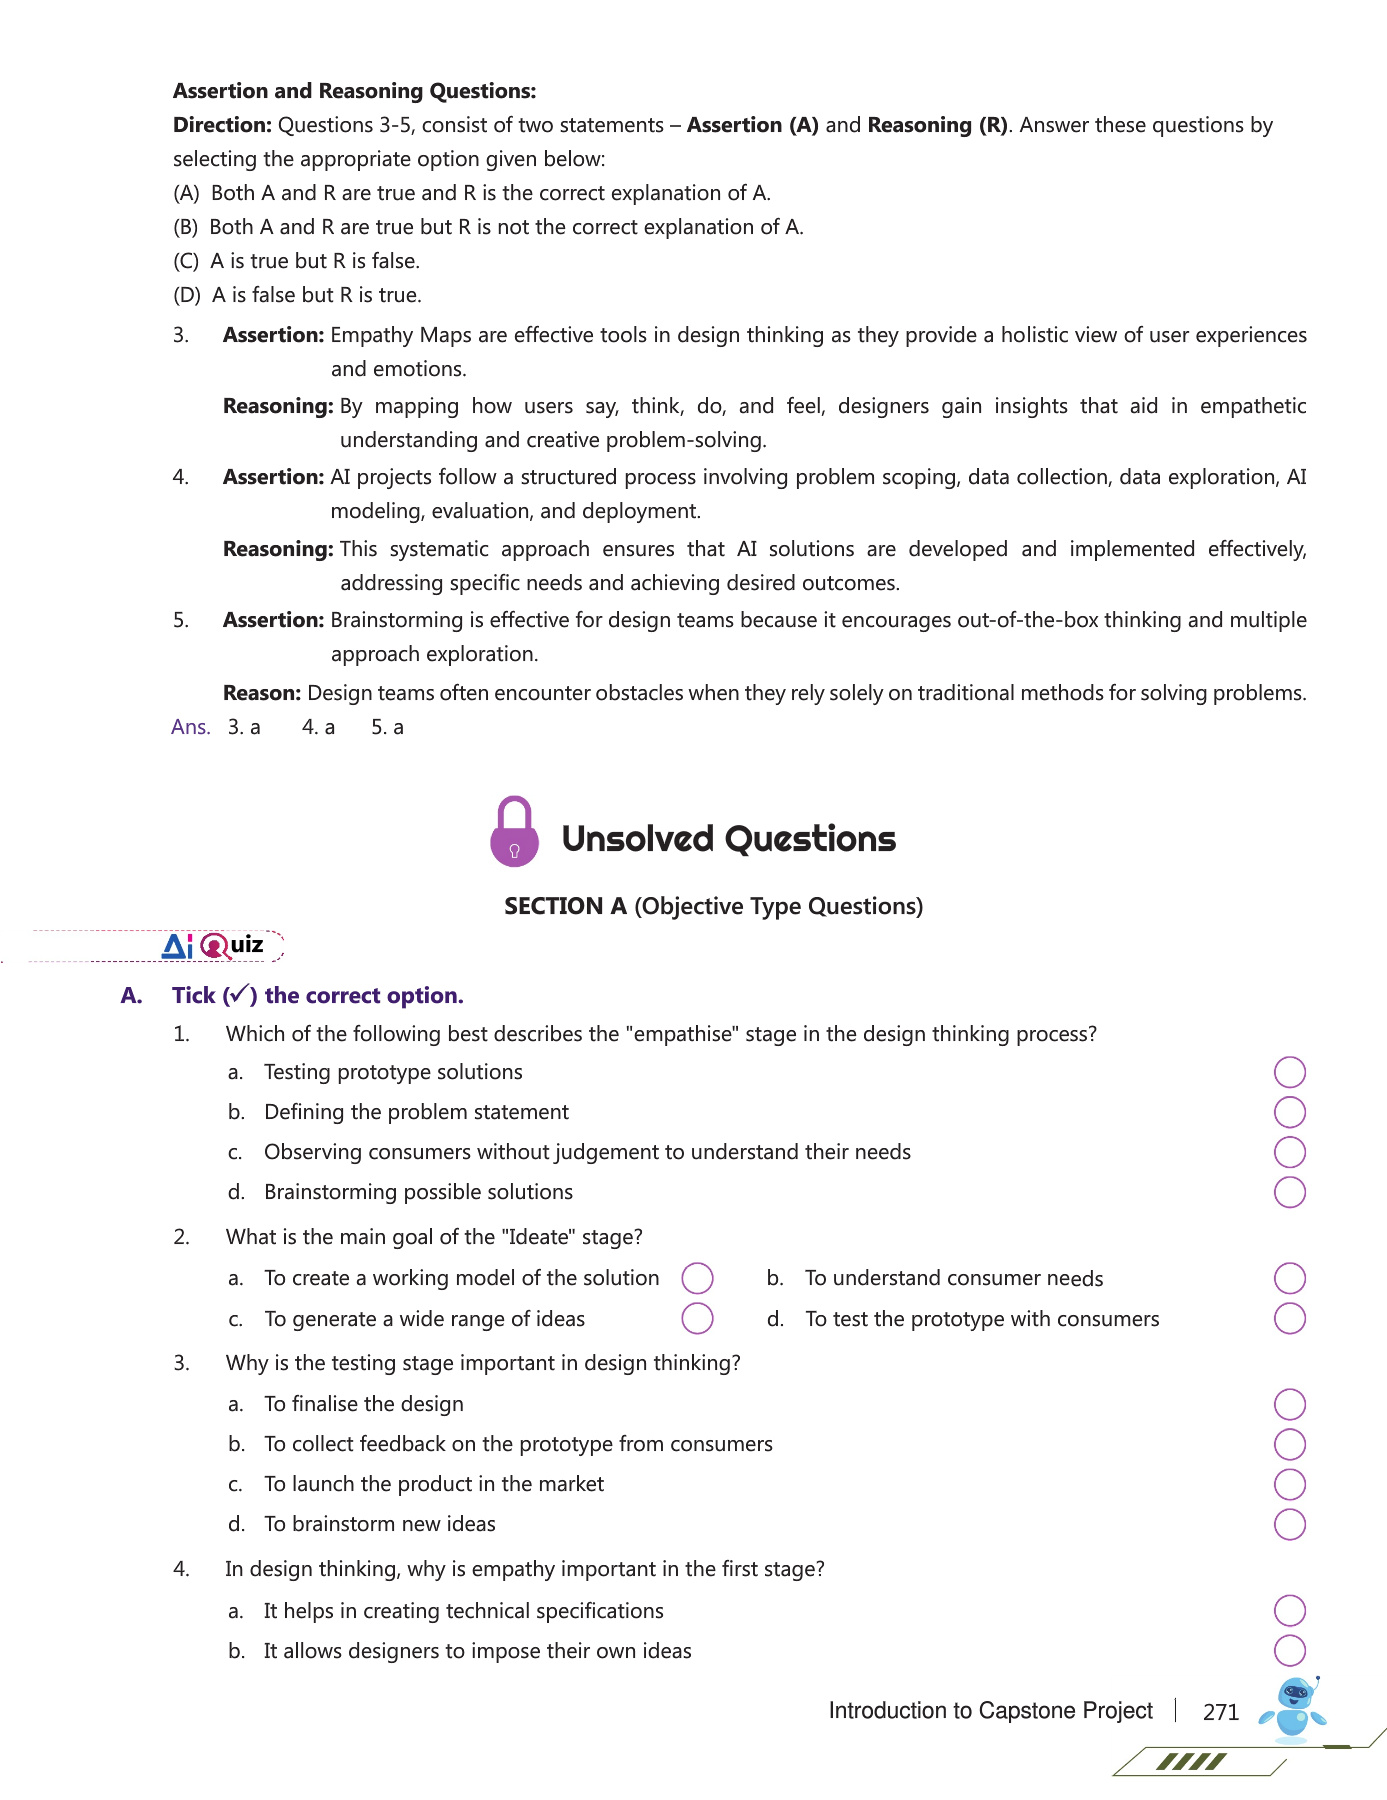 Assertion and Reasoning Questions:
Direction: Questions 3-5, consist of two statements – Assertion (A) and Reasoning (R). Answer these questions by
selecting the appropriate option given below:
(A) Both A and R are true and R is the correct explanation of A.
(B) Both A and R are true but R is not the correct explanation of A.
(C) A is true but R is false.
(D) A is false but R is true.
3. Assertion: Empathy Maps are effective tools in design thinking as they provide a holistic view of user experiences
and emotions.
Reasoning: By mapping how users say, think, do, and feel, designers gain insights that aid in empathetic
understanding and creative problem-solving.
4. Assertion: AI projects follow a structured process involving problem scoping, data collection, data exploration, AI
modeling, evaluation, and deployment.
Reasoning: This systematic approach ensures that AI solutions are developed and implemented effectively,
addressing specific needs and achieving desired outcomes.
5. Assertion: Brainstorming is effective for design teams because it encourages out-of-the-box thinking and multiple
approach exploration.
Reason: Design teams often encounter obstacles when they rely solely on traditional methods for solving problems.
Ans. 3. a 4. a 5. a
Unsolved Questions
SECTION A (Objective Type Questions)
Ai Quiz
A. Tick (✓) the correct option.
1. Which of the following best describes the "empathise" stage in the design thinking process?
a. Testing prototype solutions
b. Defining the problem statement
c. Observing consumers without judgement to understand their needs
d. Brainstorming possible solutions
2. What is the main goal of the "Ideate" stage?
a. To create a working model of the solution b. To understand consumer needs
c. To generate a wide range of ideas d. To test the prototype with consumers
3. Why is the testing stage important in design thinking?
a. To finalise the design
b. To collect feedback on the prototype from consumers
c. To launch the product in the market
d. To brainstorm new ideas
4. In design thinking, why is empathy important in the first stage?
a. It helps in creating technical specifications
b. It allows designers to impose their own ideas
Introduction to Capstone Project 271